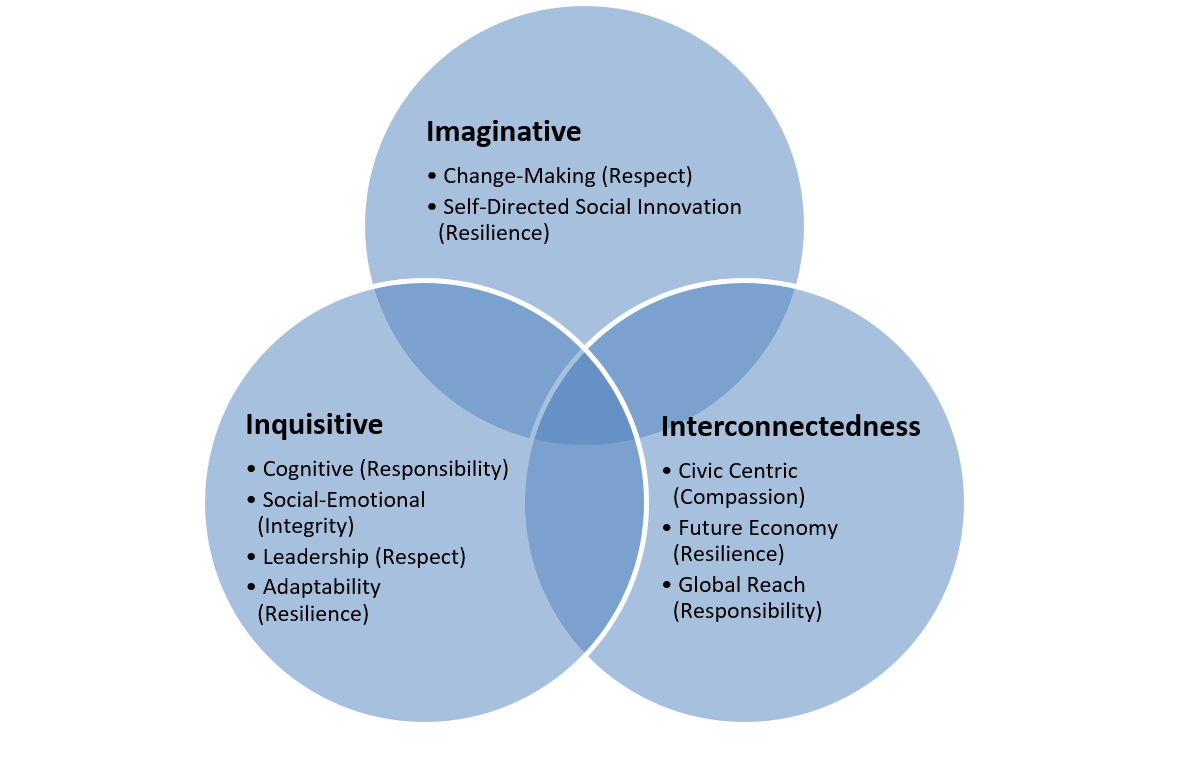 Imaginative
• Change-Making (Respect)
• Self-Directed Social Innovation
(Resilience)
Inquisitive
• Cognitive (Responsibility)
• Social-Emotional
(Integrity)
• Leadership (Respect)
• Adaptability
(Resilience)
Interconnectedness
• Civic Centric
(Compassion)
• Future Economy
(Resilience)
• Global Reach
(Responsibility)